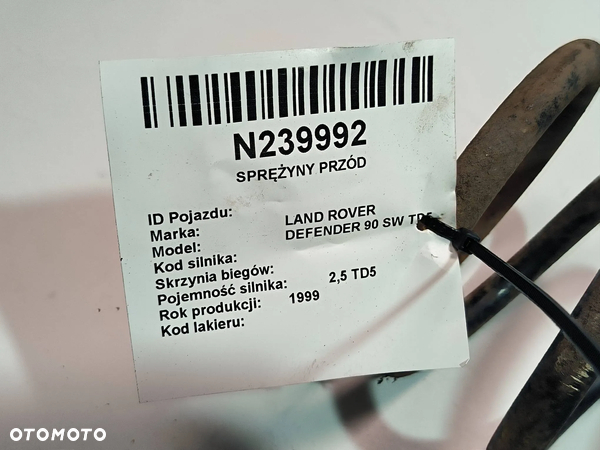 N239992
SPRĘŻYNY PRZÓD
ID Pojazdu:
Marka: LAND ROVER
Model: DEFENDER 90 SW TD5
Kod silnika:
Skrzynia biegów:
Pojemność silnika: 2,5 TD5
Rok produkcji: 1999
Kod lakieru:
OTOMOTO